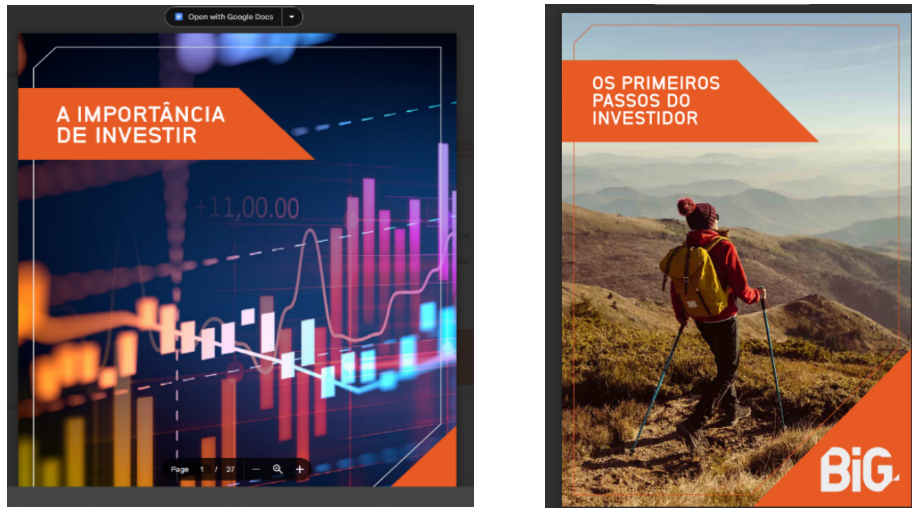 Open with Google Docs
A IMPORTÂNCIA
DE INVESTIR
+11,00.00
Page 1 / 27
OS PRIMEIROS
PASSOS DO
INVESTIDOR
BiG